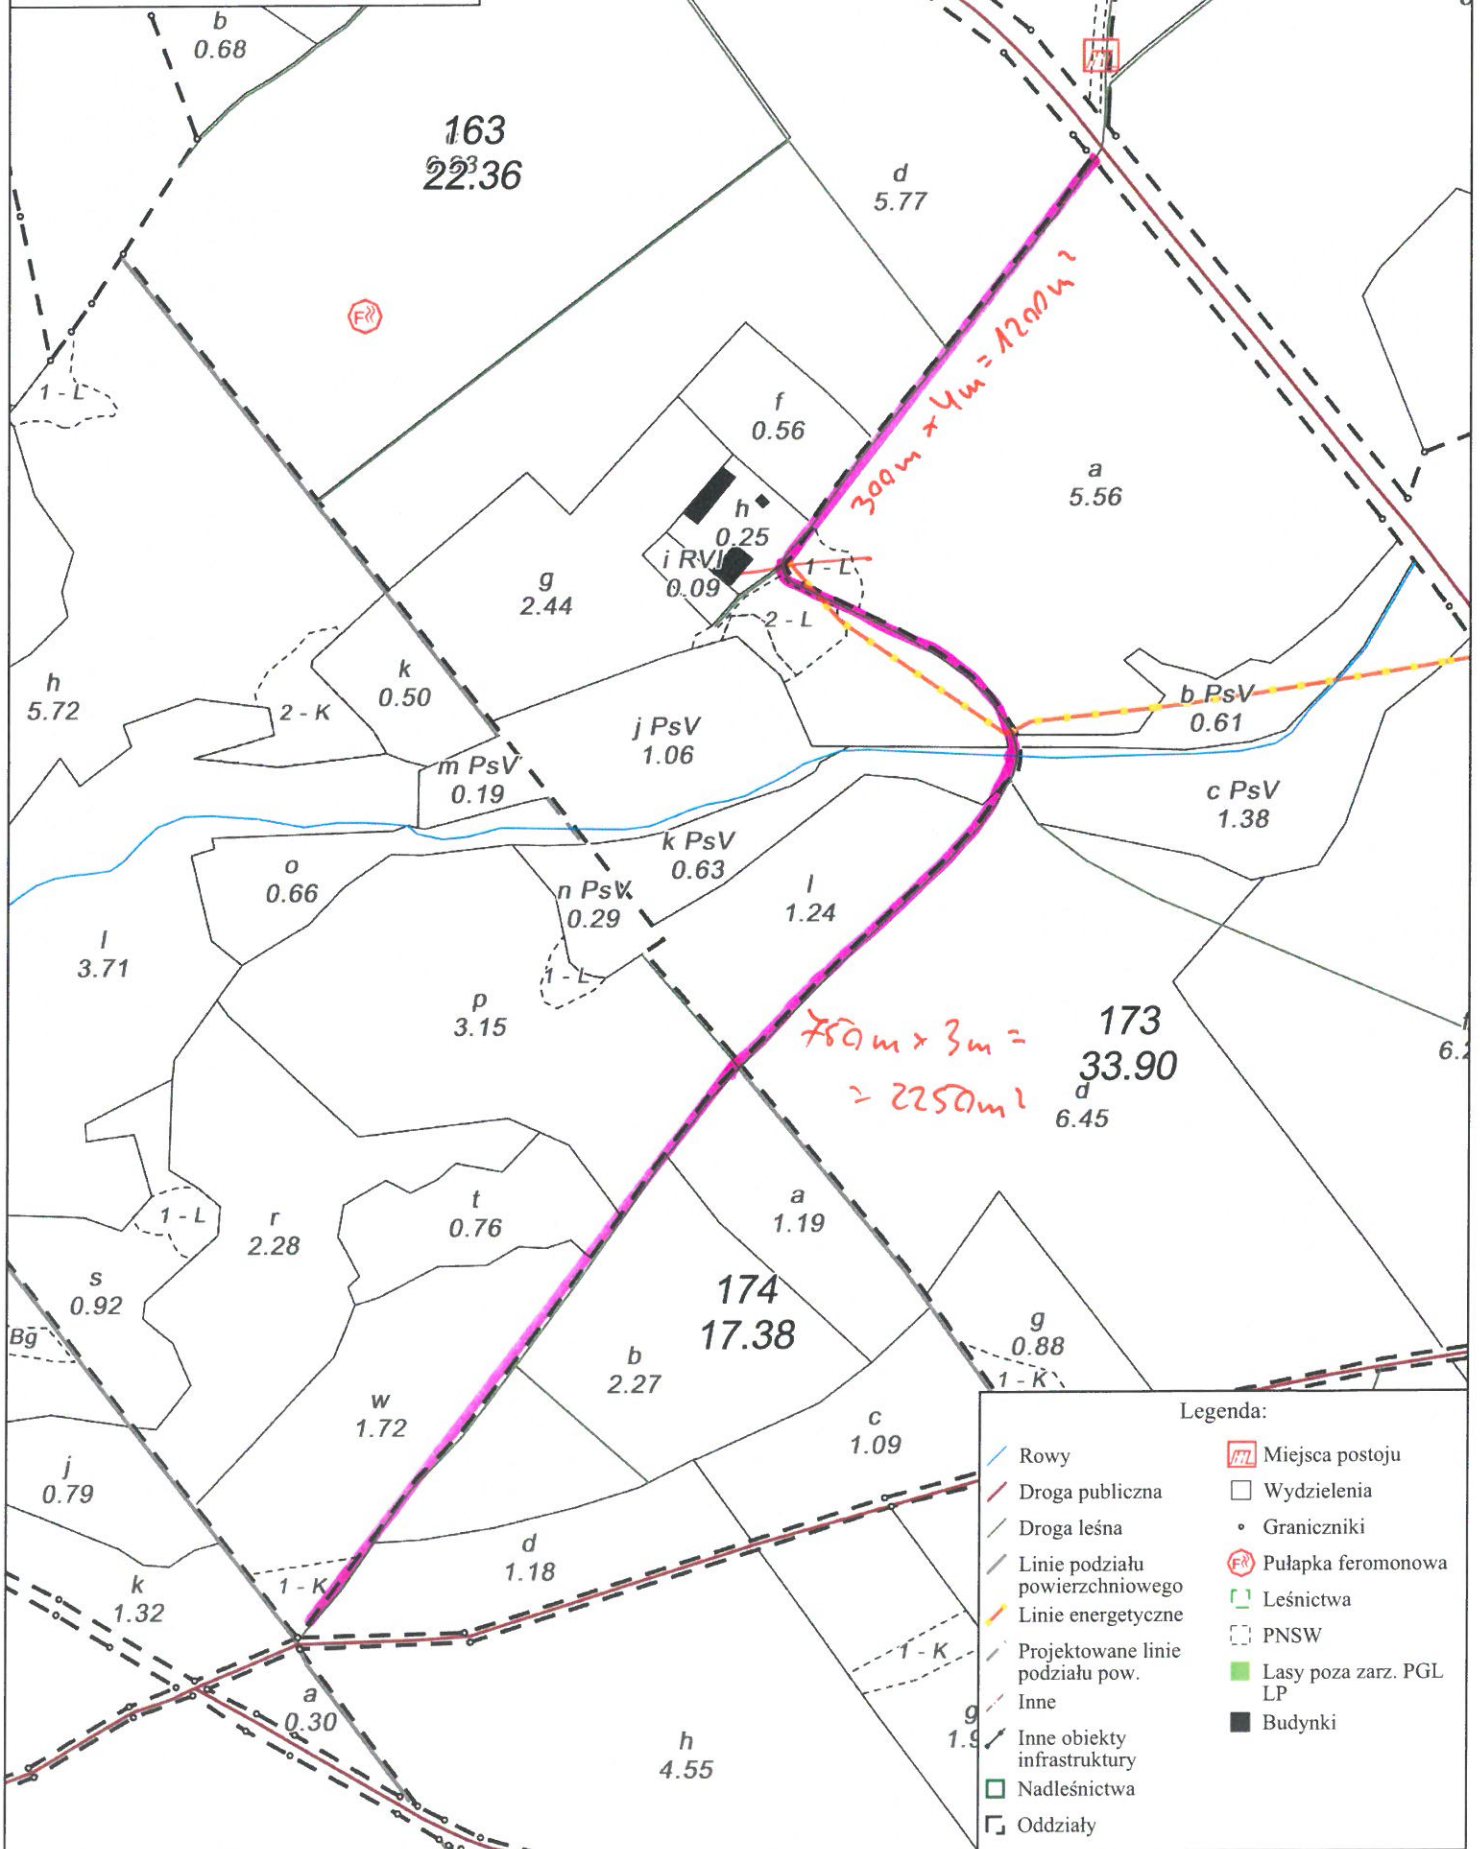 b
0.68
163
22.36
d
5.77
1 - L
f
0.56
300m x 4m = 1200m²
a
5.56
h
0.25
i RVI
0.09
1 - L
g
2.44
2 - L
k
0.50
h
5.72
2 - K
b PsV
0.61
j PsV
1.06
m PsV
0.19
c PsV
1.38
k PsV
0.63
o
0.66
n PsV
0.29
l
1.24
l
3.71
1 - L
p
3.15
173
33.90
750m x 3m =
= 2250m²
d
6.45
t
0.76
a
1.19
1 - L
r
2.28
s
0.92
174
17.38
Bg
g
0.88
b
2.27
1 - K
w
1.72
c
1.09
j
0.79
d
1.18
1 - K
k
1.32
1 - K
a
0.30
g
h
4.55
Legenda:
Rowy
Droga publiczna
Droga leśna
Linie podziału
powierzchniowego
Linie energetyczne
Projektowane linie
podziału pow.
Inne
Inne obiekty
infrastruktury
Nadleśnictwa
Oddziały
Miejsca postoju
Wydzielenia
Graniczniki
F
Pułapka feromonowa
Leśnictwa
PNSW
Lasy poza zarz. PGL
LP
Budynki